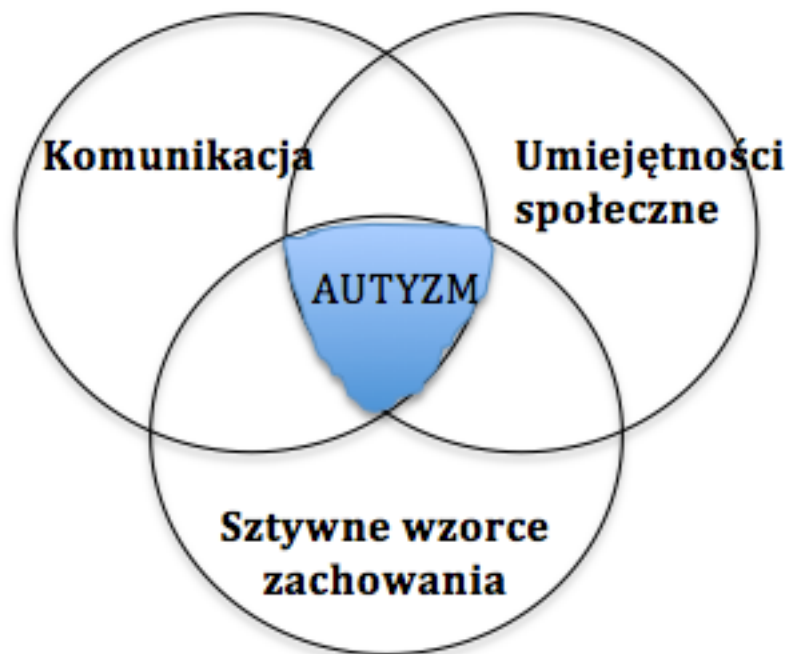 Komunikacja
Umiejętności
społeczne
AUTYZM
Sztywne wzorce
zachowania